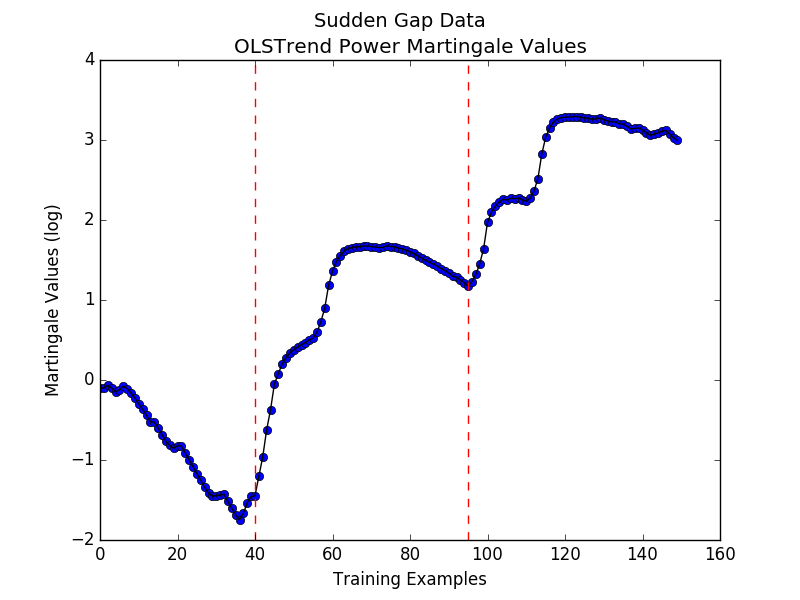 Sudden Gap Data
OLSTrend Power Martingale Values
4
3
2
1
0
−1
−2
Martingale Values (log)
0 20 40 60 80 100 120 140 160
Training Examples